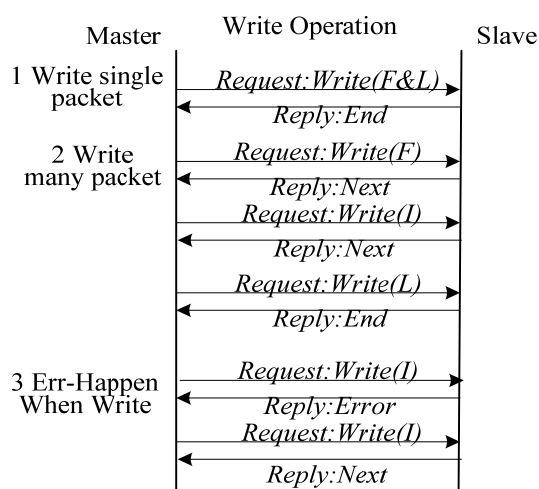 Write Operation
Master
Slave
1 Write single
packet
Request:Write(F&L)
Reply:End
2 Write
many packet
Request:Write(F)
Reply:Next
Request:Write(I)
Reply:Next
Request:Write(L)
Reply:End
3 Err-Happen
When Write
Request:Write(I)
Reply:Error
Request:Write(I)
Reply:Next